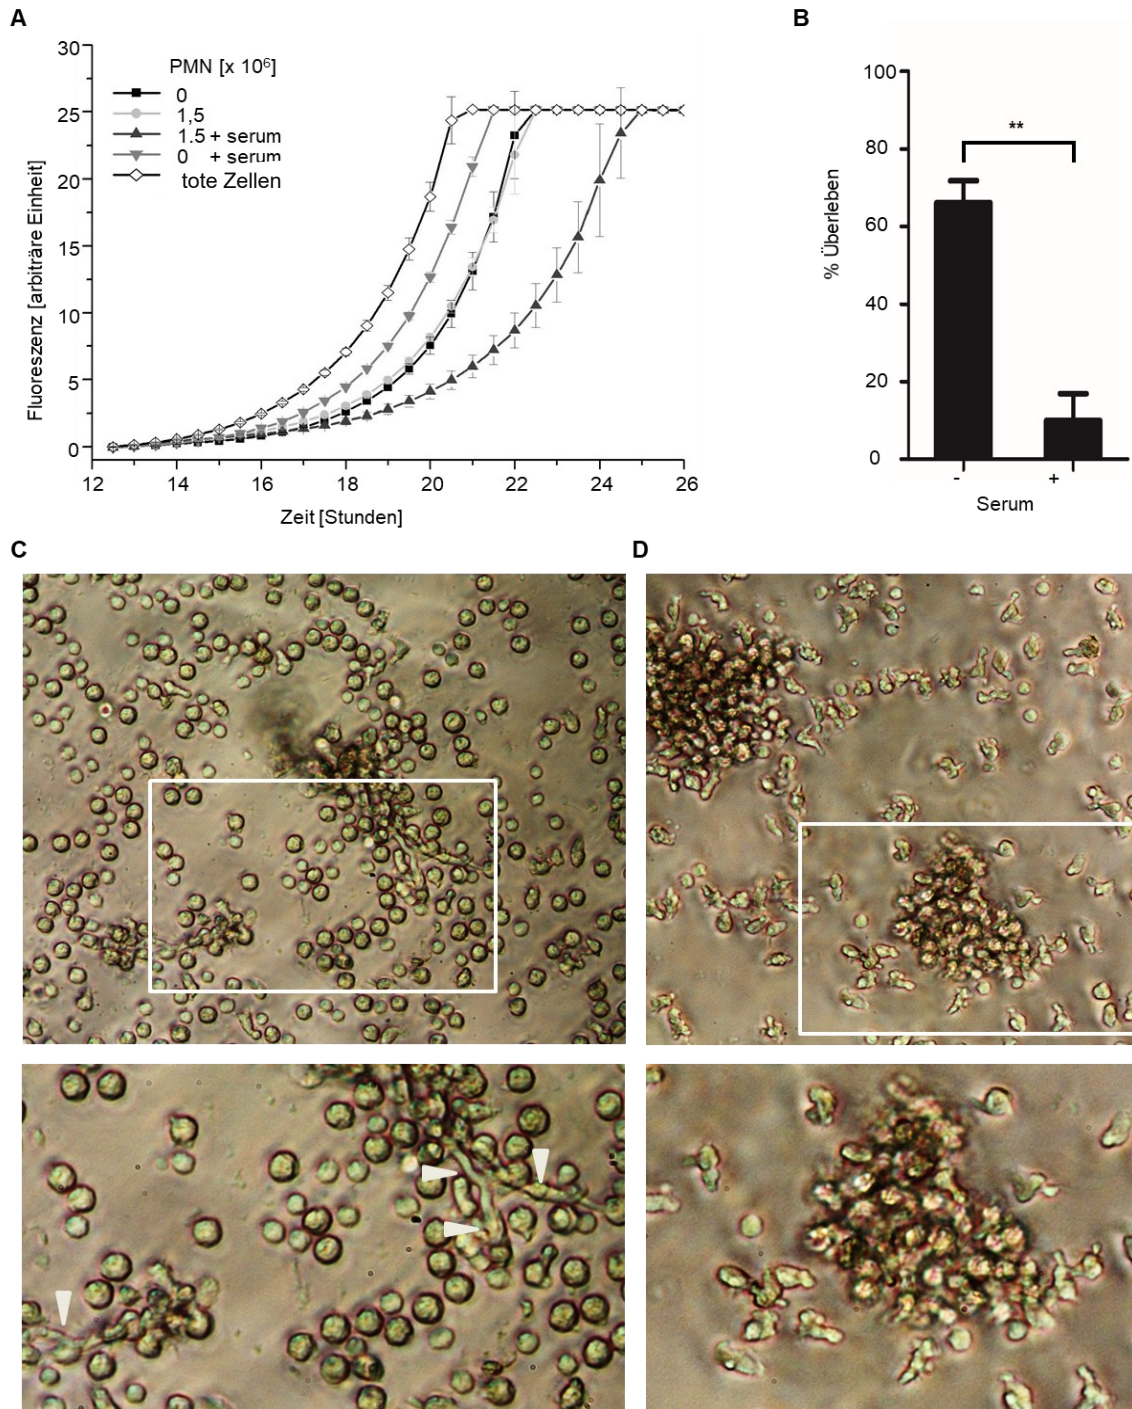 A
B
30
25
20
15
10
5
0
Fluoreszenz [arbiträre Einheit]
PMN [x 10⁶]
0
1,5
1.5 + serum
0 + serum
tote Zellen
12 14 16 18 20 22 24 26
Zeit [Stunden]
100
80
60
40
20
0
% Überleben
**
- +
Serum
C
D